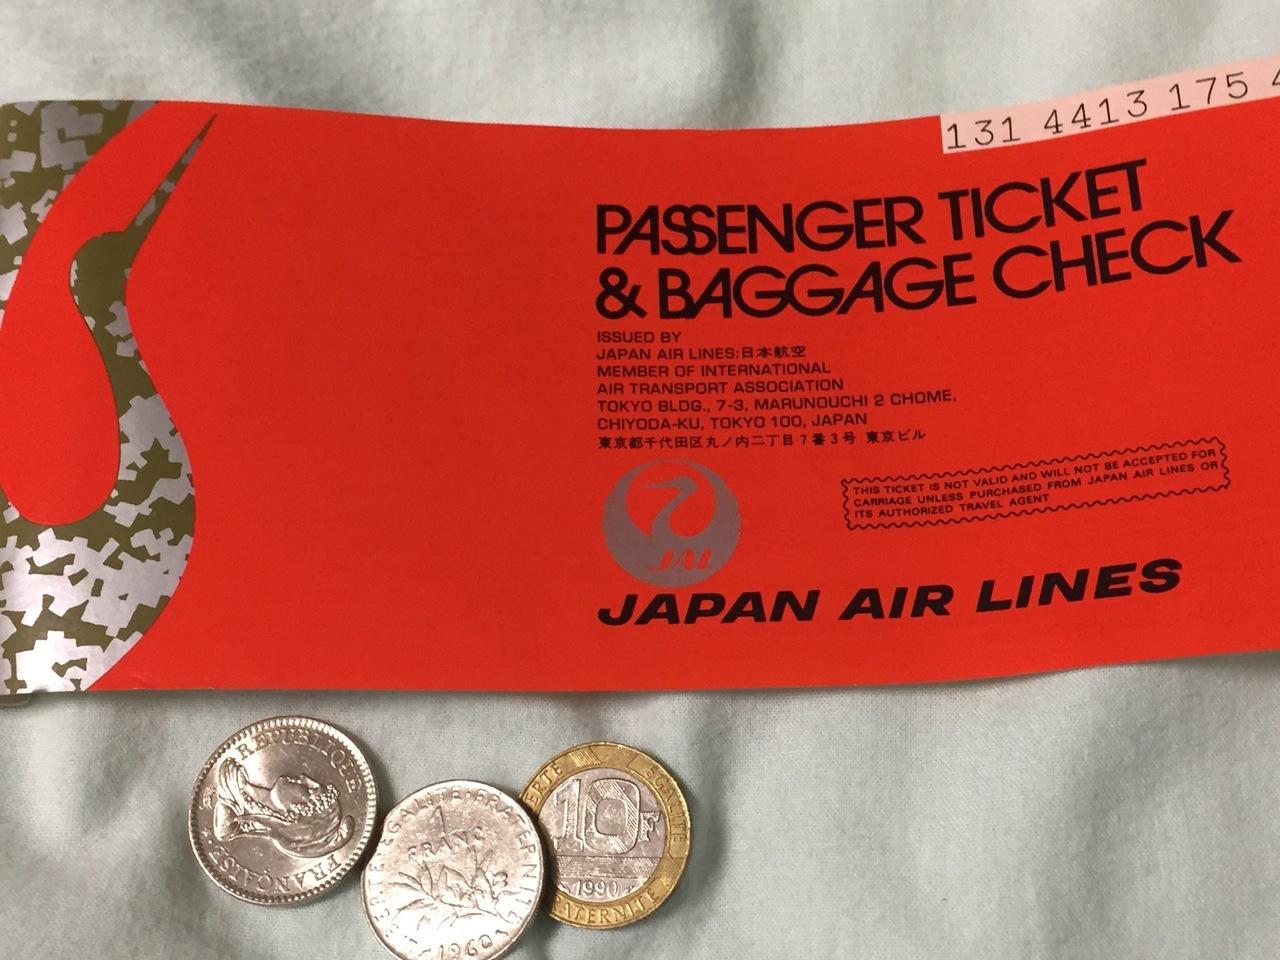 131 4413 175 4
PASSENGER TICKET
& BAGGAGE CHECK
ISSUED BY
JAPAN AIR LINES:日本航空
MEMBER OF INTERNATIONAL
AIR TRANSPORT ASSOCIATION
TOKYO BLDG., 7-3, MARUNOUCHI 2 CHOME,
CHIYODA-KU, TOKYO 100, JAPAN
東京都千代田区丸ノ内二丁目7番3号 東京ビル
THIS TICKET IS NOT VALID AND WILL NOT BE ACCEPTED FOR
CARRIAGE UNLESS PURCHASED FROM JAPAN AIR LINES OR
ITS AUTHORIZED TRAVEL AGENT
JAL
JAPAN AIR LINES
REPUBLIQUE
FRANÇAISE
EGALITE·FRATERNITE
1
FRANC
1960
EGALITE
10F
1990